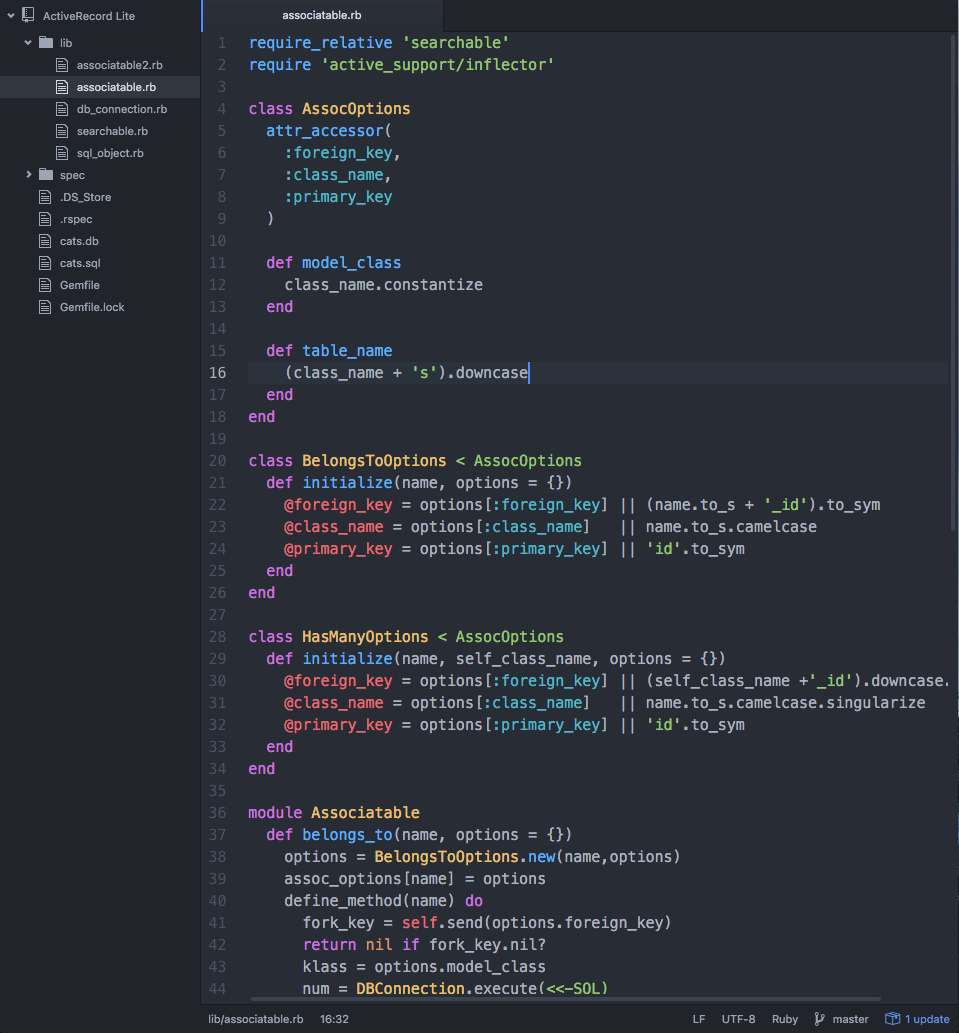 ActiveRecord Lite
lib
associatable2.rb
associatable.rb
db_connection.rb
searchable.rb
sql_object.rb
spec
.DS_Store
.rspec
cats.db
cats.sql
Gemfile
Gemfile.lock
associatable.rb
1 require_relative 'searchable'
2 require 'active_support/inflector'
3
4 class AssocOptions
5   attr_accessor(
6     :foreign_key,
7     :class_name,
8     :primary_key
9   )
10
11   def model_class
12     class_name.constantize
13   end
14
15   def table_name
16     (class_name + 's').downcase
17   end
18 end
19
20 class BelongsToOptions < AssocOptions
21   def initialize(name, options = {})
22     @foreign_key = options[:foreign_key] || (name.to_s + '_id').to_sym
23     @class_name = options[:class_name]   || name.to_s.camelcase
24     @primary_key = options[:primary_key] || 'id'.to_sym
25   end
26 end
27
28 class HasManyOptions < AssocOptions
29   def initialize(name, self_class_name, options = {})
30     @foreign_key = options[:foreign_key] || (self_class_name +'_id').downcase.
31     @class_name = options[:class_name]   || name.to_s.camelcase.singularize
32     @primary_key = options[:primary_key] || 'id'.to_sym
33   end
34 end
35
36 module Associatable
37   def belongs_to(name, options = {})
38     options = BelongsToOptions.new(name,options)
39     assoc_options[name] = options
40     define_method(name) do
41       fork_key = self.send(options.foreign_key)
42       return nil if fork_key.nil?
43       klass = options.model_class
44       num = DBConnection.execute(<<-SQL)
lib/associatable.rb 16:32 LF UTF-8 Ruby master 1 update